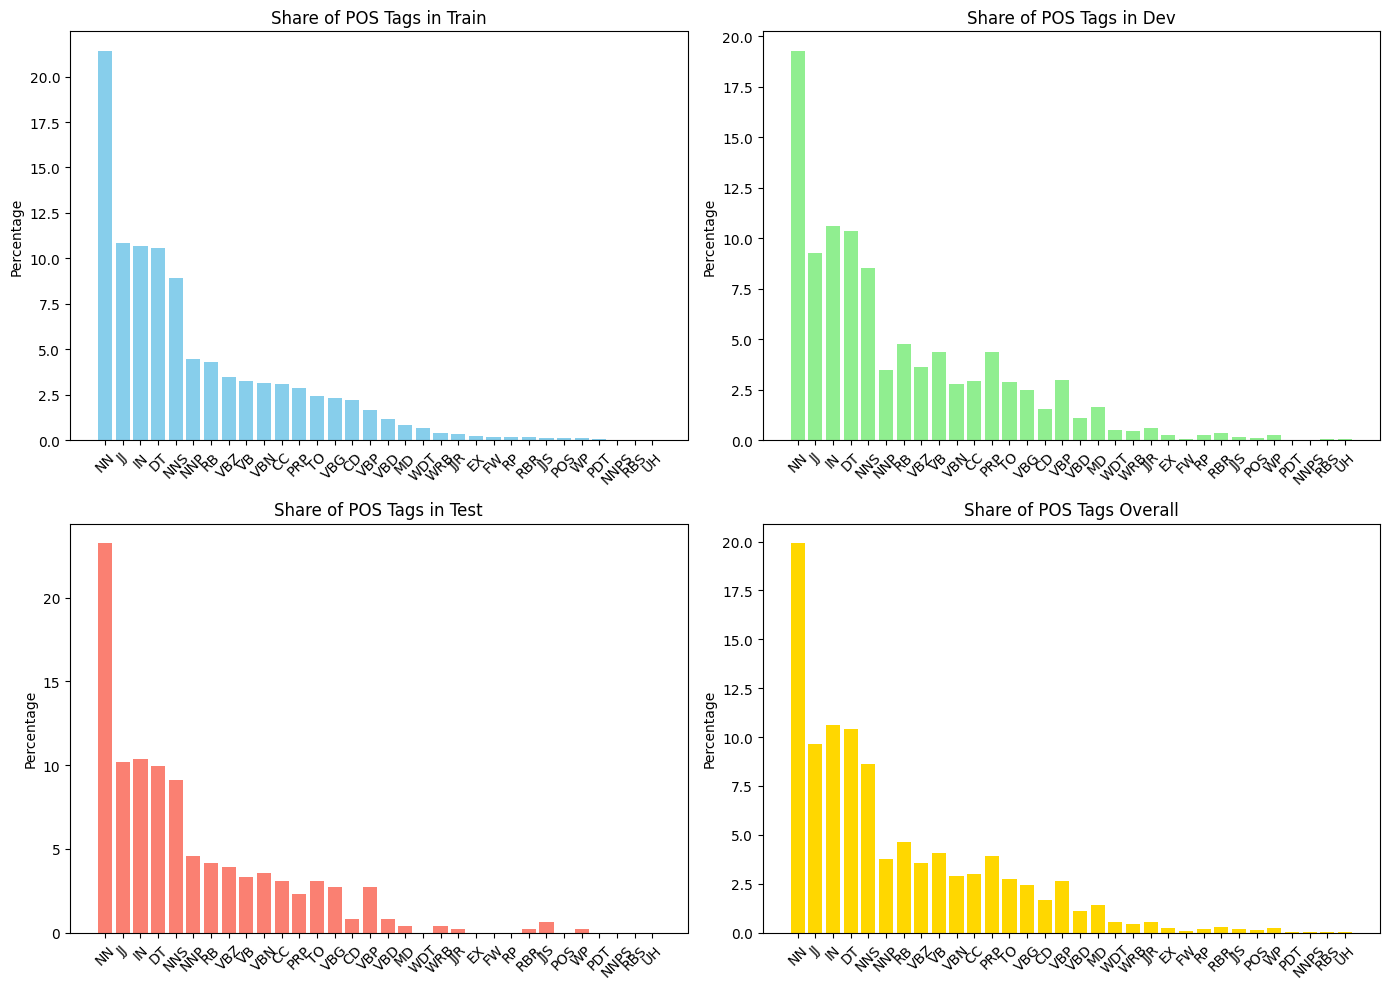 Share of POS Tags in Train
Percentage
20.0
17.5
15.0
12.5
10.0
7.5
5.0
2.5
0.0
NN JJ IN DT NNS NNP RB VBZ VB VBN CC PRP TO VBG CD VBP VBD MD WDT WRB JJR EX FW RP RBR JJS POS WP PDT NNPS RBS UH
Share of POS Tags in Dev
Percentage
20.0
17.5
15.0
12.5
10.0
7.5
5.0
2.5
0.0
NN JJ IN DT NNS NNP RB VBZ VB VBN CC PRP TO VBG CD VBP VBD MD WDT WRB JJR EX FW RP RBR JJS POS WP PDT NNPS RBS UH
Share of POS Tags in Test
Percentage
20
15
10
5
0
NN JJ IN DT NNS NNP RB VBZ VB VBN CC PRP TO VBG CD VBP VBD MD WDT WRB JJR EX FW RP RBR JJS POS WP PDT NNPS RBS UH
Share of POS Tags Overall
Percentage
20.0
17.5
15.0
12.5
10.0
7.5
5.0
2.5
0.0
NN JJ IN DT NNS NNP RB VBZ VB VBN CC PRP TO VBG CD VBP VBD MD WDT WRB JJR EX FW RP RBR JJS POS WP PDT NNPS RBS UH